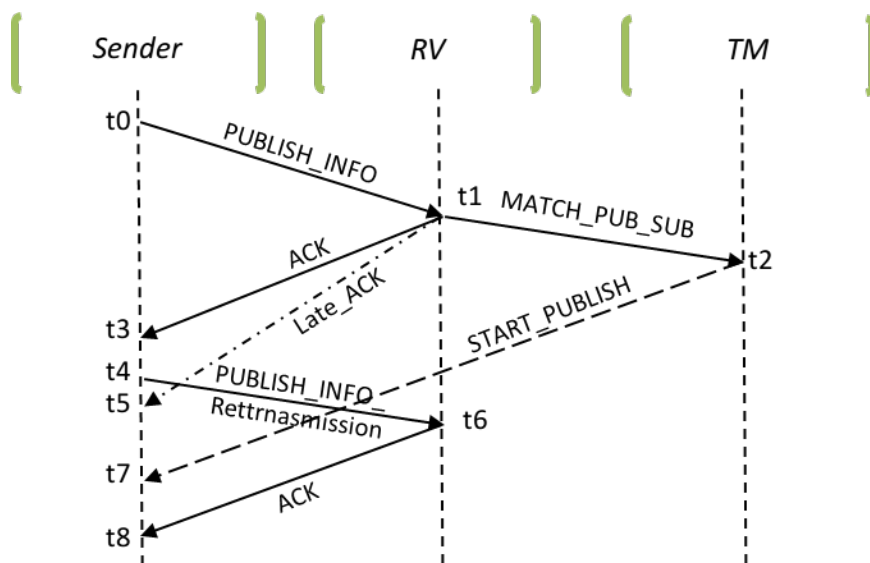 Sender RV TM
t0
PUBLISH_INFO
t1 MATCH_PUB_SUB
t2
ACK
Late_ACK
START_PUBLISH
t3
t4
PUBLISH_INFO_
t5
Rettrnasmission
t6
t7
ACK
t8